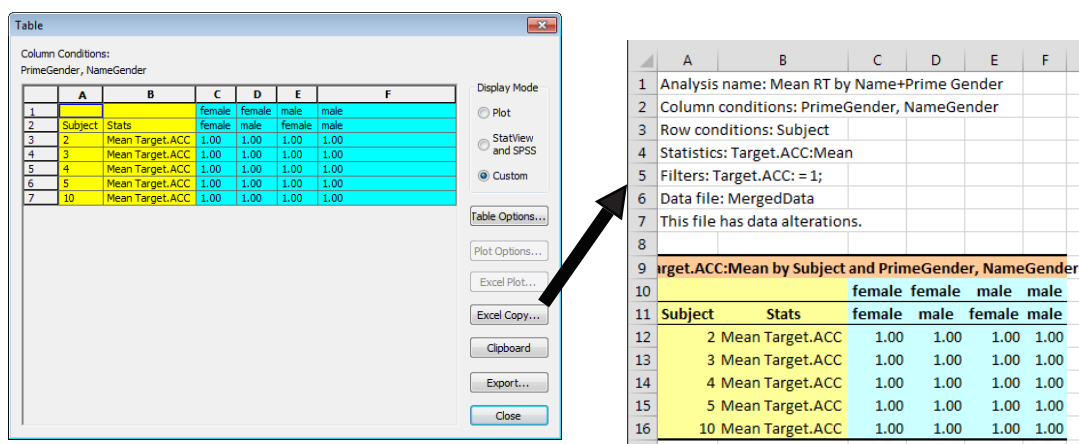 Table
Column Conditions:
PrimeGender, NameGender
A B C D E F
1 female female male male
2 Subject Stats female male female male
3 2 Mean Target.ACC 1.00 1.00 1.00 1.00
4 3 Mean Target.ACC 1.00 1.00 1.00 1.00
5 4 Mean Target.ACC 1.00 1.00 1.00 1.00
6 5 Mean Target.ACC 1.00 1.00 1.00 1.00
7 10 Mean Target.ACC 1.00 1.00 1.00 1.00
Display Mode
Plot
StatView
and SPSS
Custom
Table Options...
Plot Options...
Excel Plot...
Excel Copy...
Clipboard
Export...
Close
A B C D E F
1 Analysis name: Mean RT by Name+Prime Gender
2 Column conditions: PrimeGender, NameGender
3 Row conditions: Subject
4 Statistics: Target.ACC:Mean
5 Filters: Target.ACC: = 1;
6 Data file: MergedData
7 This file has data alterations.
8
9 rget.ACC:Mean by Subject and PrimeGender, NameGender
10 female female male male
11 Subject Stats female male female male
12 2 Mean Target.ACC 1.00 1.00 1.00 1.00
13 3 Mean Target.ACC 1.00 1.00 1.00 1.00
14 4 Mean Target.ACC 1.00 1.00 1.00 1.00
15 5 Mean Target.ACC 1.00 1.00 1.00 1.00
16 10 Mean Target.ACC 1.00 1.00 1.00 1.00